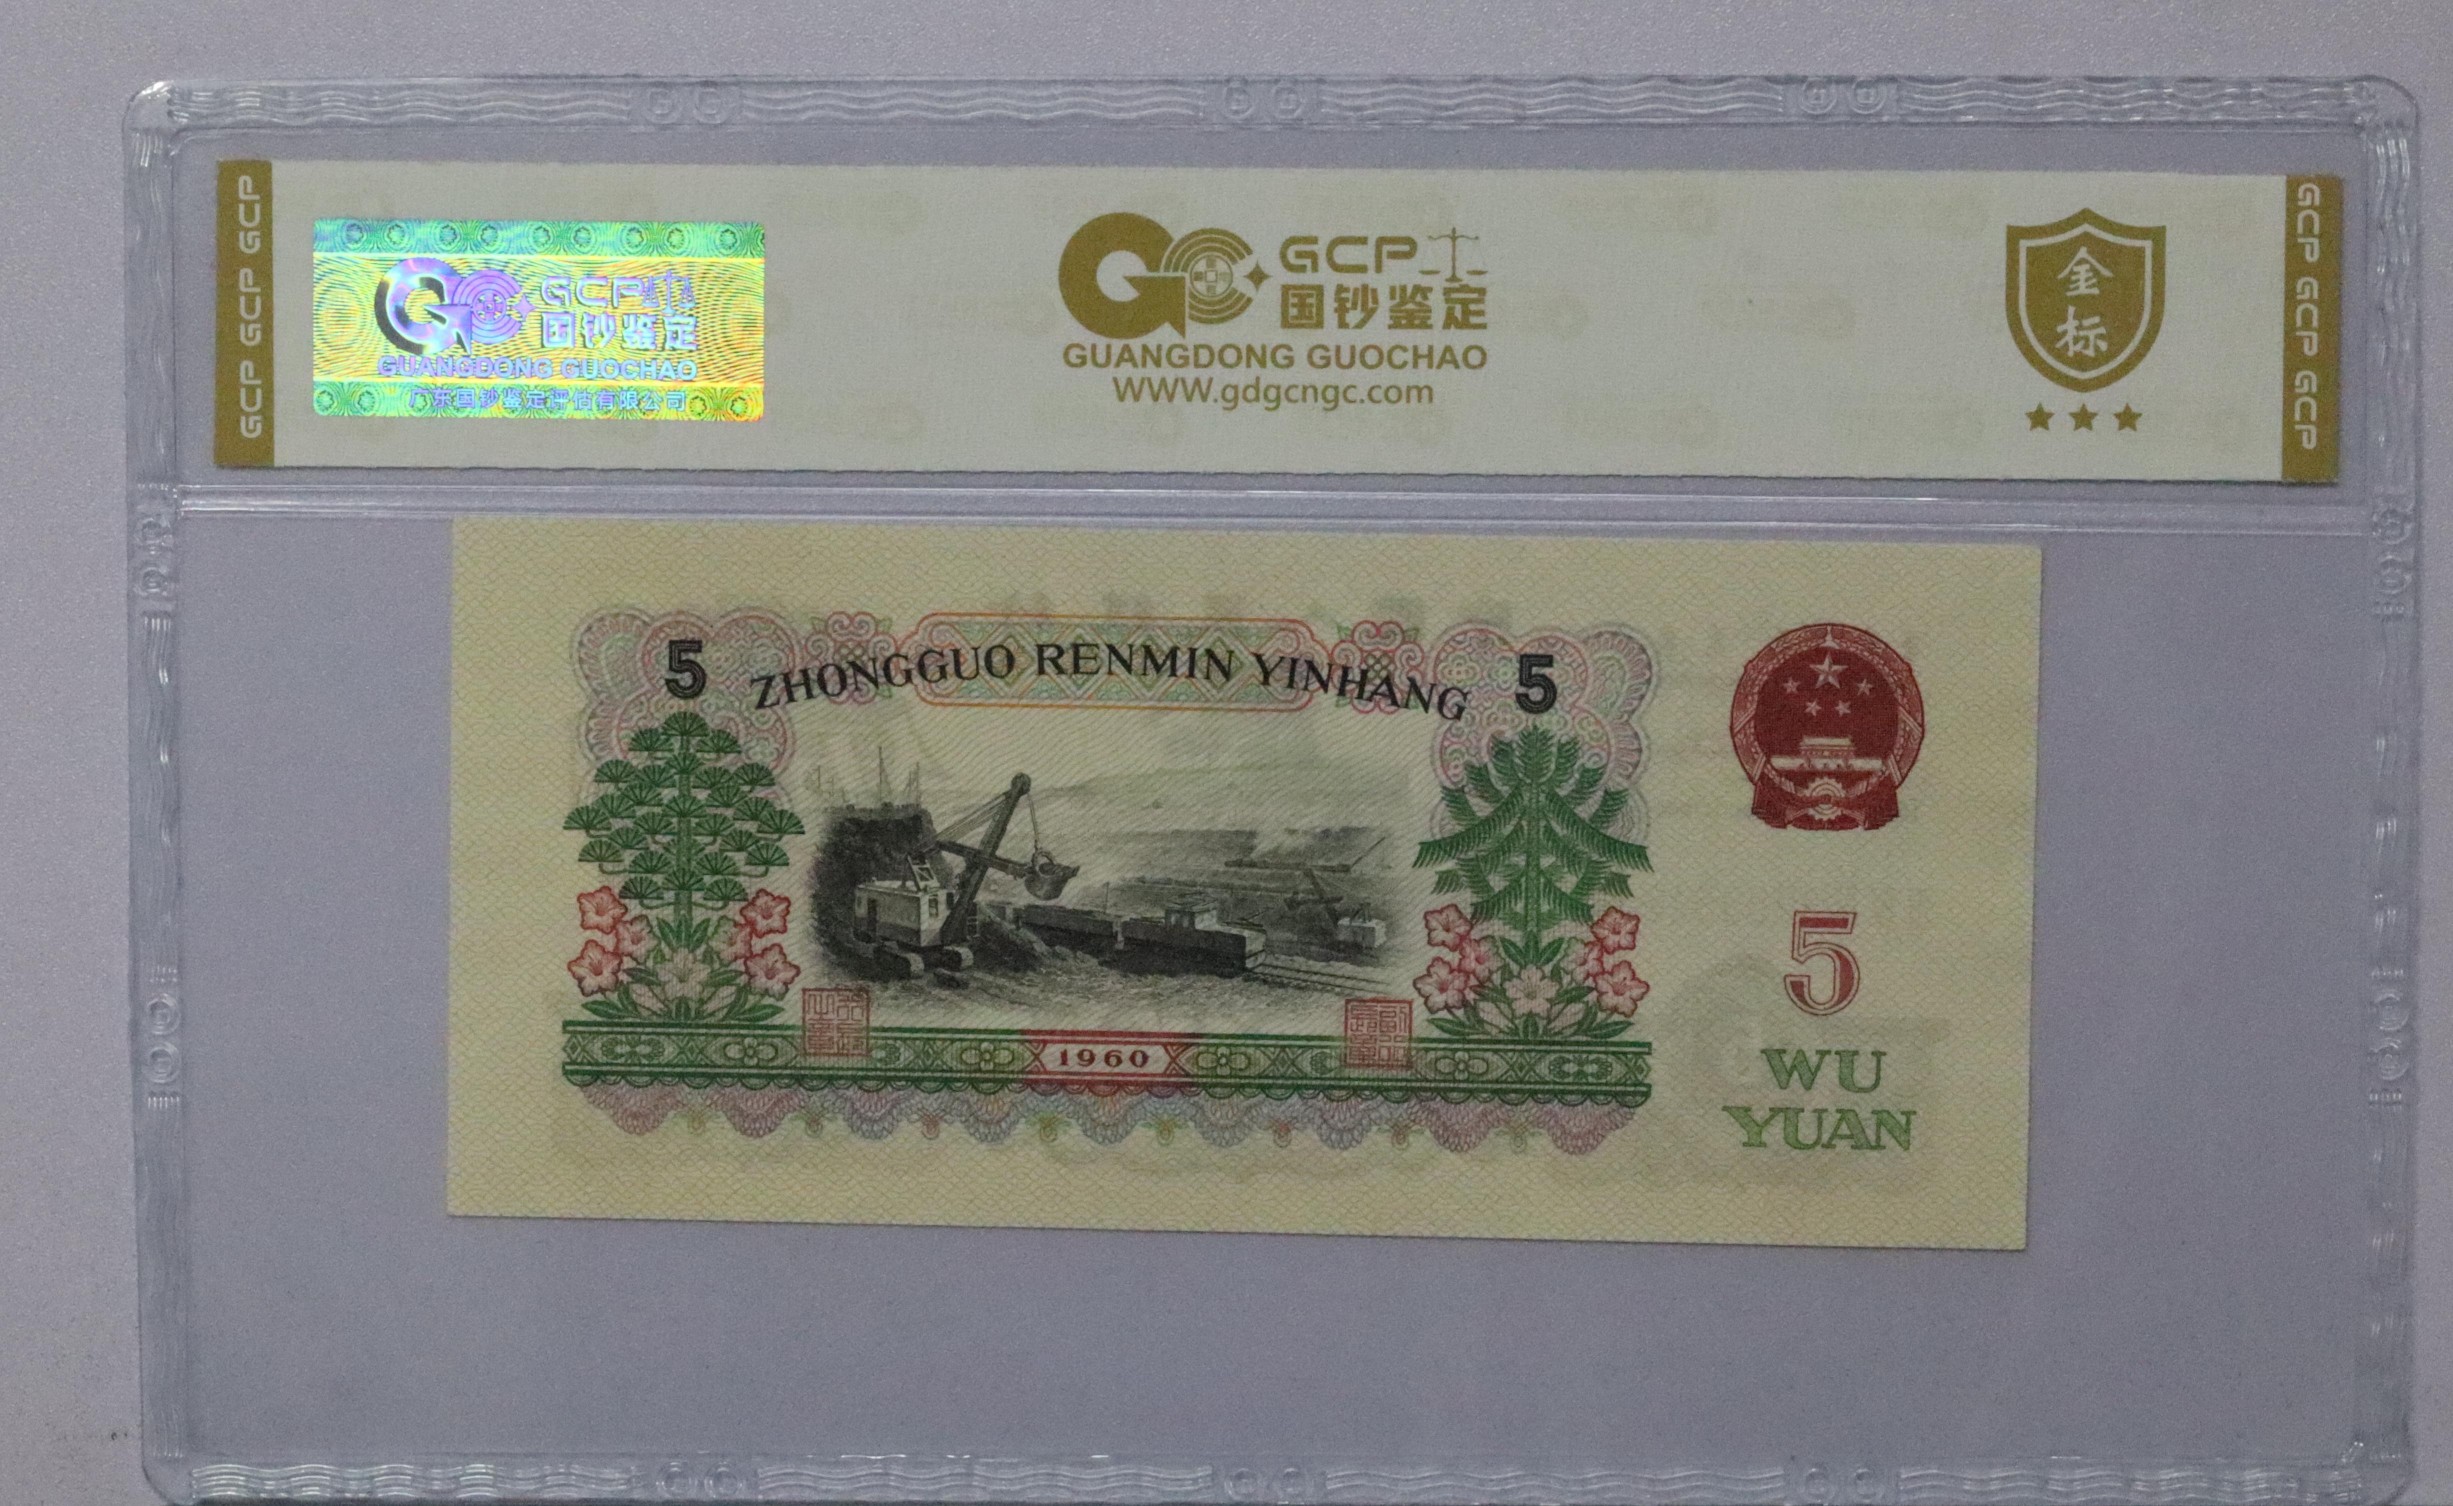 GCP GCP GCP
GCP
国钞鉴定
GUANGDONG GUOCHAO
广东国钞鉴定评估有限公司
GCP
国钞鉴定
GUANGDONG GUOCHAO
WWW.gdgcngc.com
金
标
GCP GCP GCP
5 ZHONGGUO RENMIN YINHANG 5
5
WU
YUAN
1960